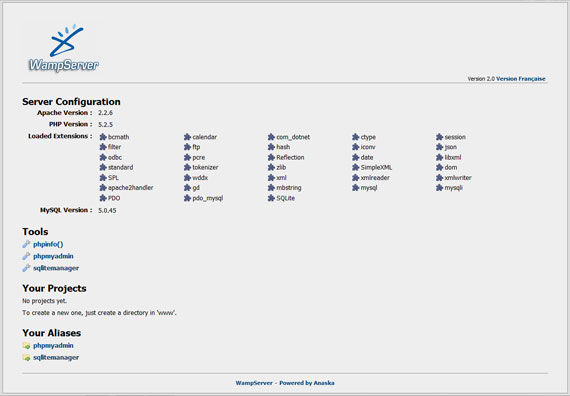 WampServer
Version 2.0 Version Française
Server Configuration
Apache Version : 2.2.6
PHP Version : 5.2.5
Loaded Extensions : bcmath calendar com_dotnet ctype session
filter ftp hash iconv json
odbc pcre Reflection date libxml
standard tokenizer zlib SimpleXML dom
SPL wddx xml xmlreader xmlwriter
apache2handler gd mbstring mysql mysqli
PDO pdo_mysql SQLite
MySQL Version : 5.0.45
Tools
phpinfo()
phpmyadmin
sqlitemanager
Your Projects
No projects yet.
To create a new one, just create a directory in 'www'.
Your Aliases
phpmyadmin
sqlitemanager
WampServer - Powered by Anaska